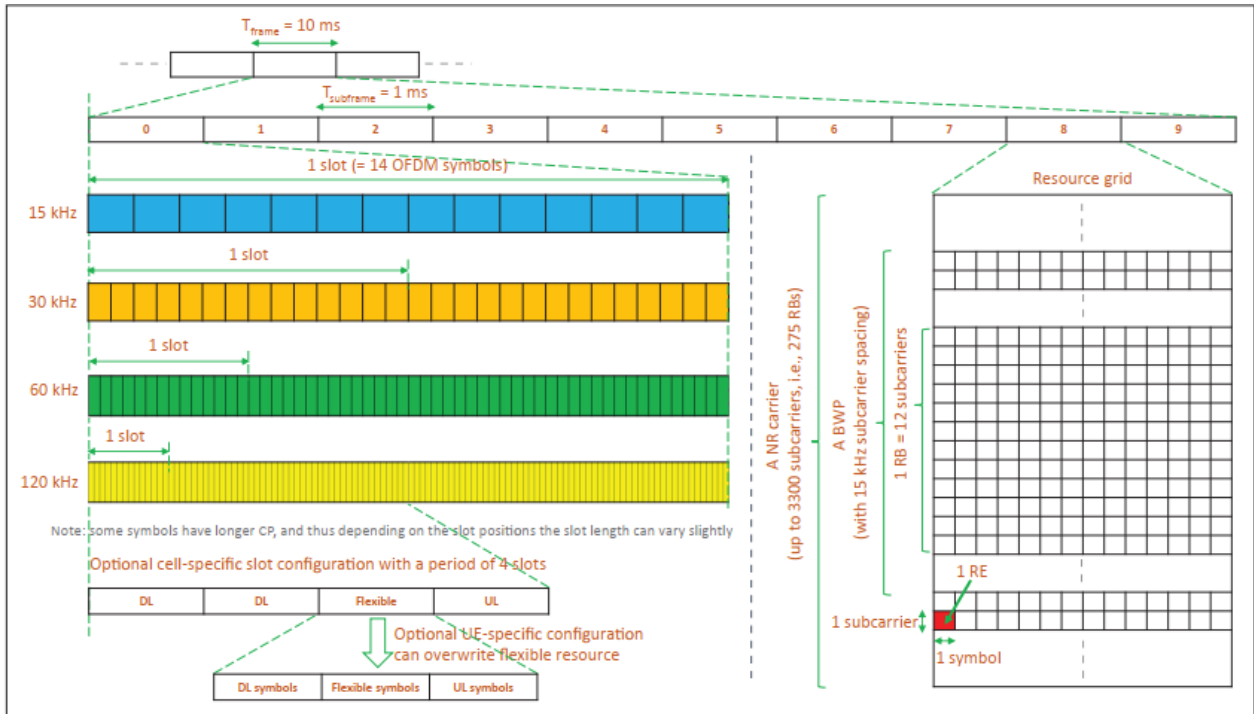 T_frame = 10 ms
T_subframe = 1 ms
0 1 2 3 4 5 6 7 8 9
1 slot (= 14 OFDM symbols)
15 kHz
1 slot
30 kHz
1 slot
60 kHz
1 slot
120 kHz
Note: some symbols have longer CP, and thus depending on the slot positions the slot length can vary slightly
Optional cell-specific slot configuration with a period of 4 slots
DL DL Flexible UL
Optional UE-specific configuration
can overwrite flexible resource
DL symbols Flexible symbols UL symbols
Resource grid
A NR carrier
(up to 3300 subcarriers, i.e., 275 RBs)
A BWP
(with 15 kHz subcarrier spacing)
1 RB = 12 subcarriers
1 RE
1 subcarrier
1 symbol